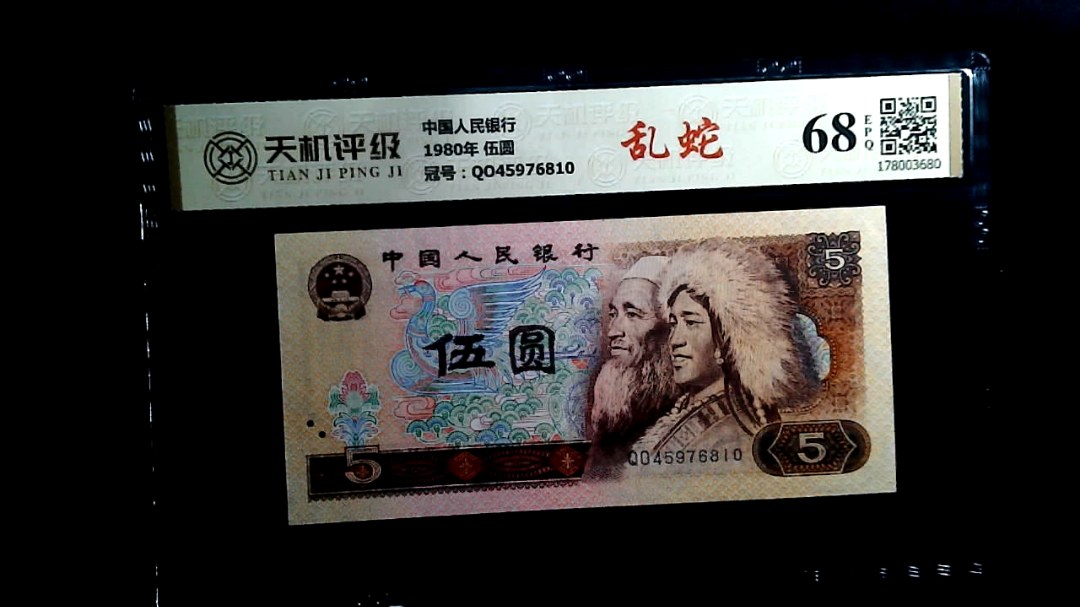 天机评级
TIAN JI PING JI
中国人民银行
1980年 伍圆
冠号：QO45976810
乱蛇
68
EPQ
178003680
中国人民银行
5
伍圆
5
QO45976810
5